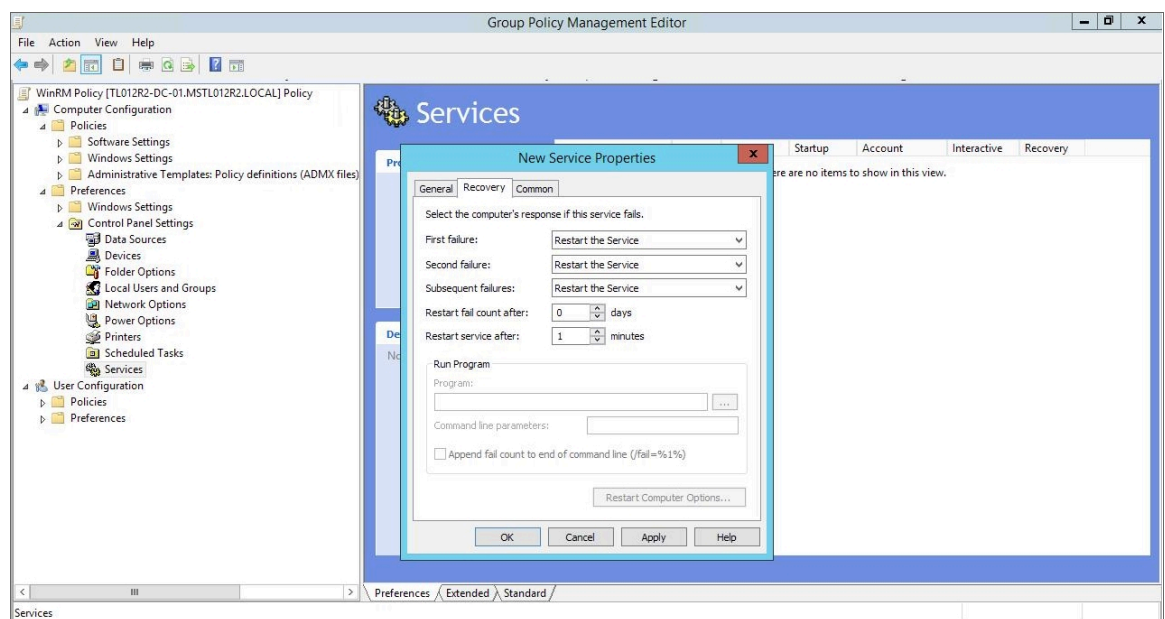 Group Policy Management Editor
File Action View Help
WinRM Policy [TL012R2-DC-01.MSTL012R2.LOCAL] Policy
Computer Configuration
Policies
Software Settings
Windows Settings
Administrative Templates: Policy definitions (ADMX files)
Preferences
Windows Settings
Control Panel Settings
Data Sources
Devices
Folder Options
Local Users and Groups
Network Options
Power Options
Printers
Scheduled Tasks
Services
User Configuration
Policies
Preferences
Services
Pro
Startup Account Interactive Recovery
ere are no items to show in this view.
De
No
New Service Properties
General Recovery Common
Select the computer's response if this service fails.
First failure: Restart the Service
Second failure: Restart the Service
Subsequent failures: Restart the Service
Restart fail count after: 0 days
Restart service after: 1 minutes
Run Program
Program:
...
Command line parameters:
Append fail count to end of command line (/fail=%1%)
Restart Computer Options...
OK Cancel Apply Help
Preferences Extended Standard
Services